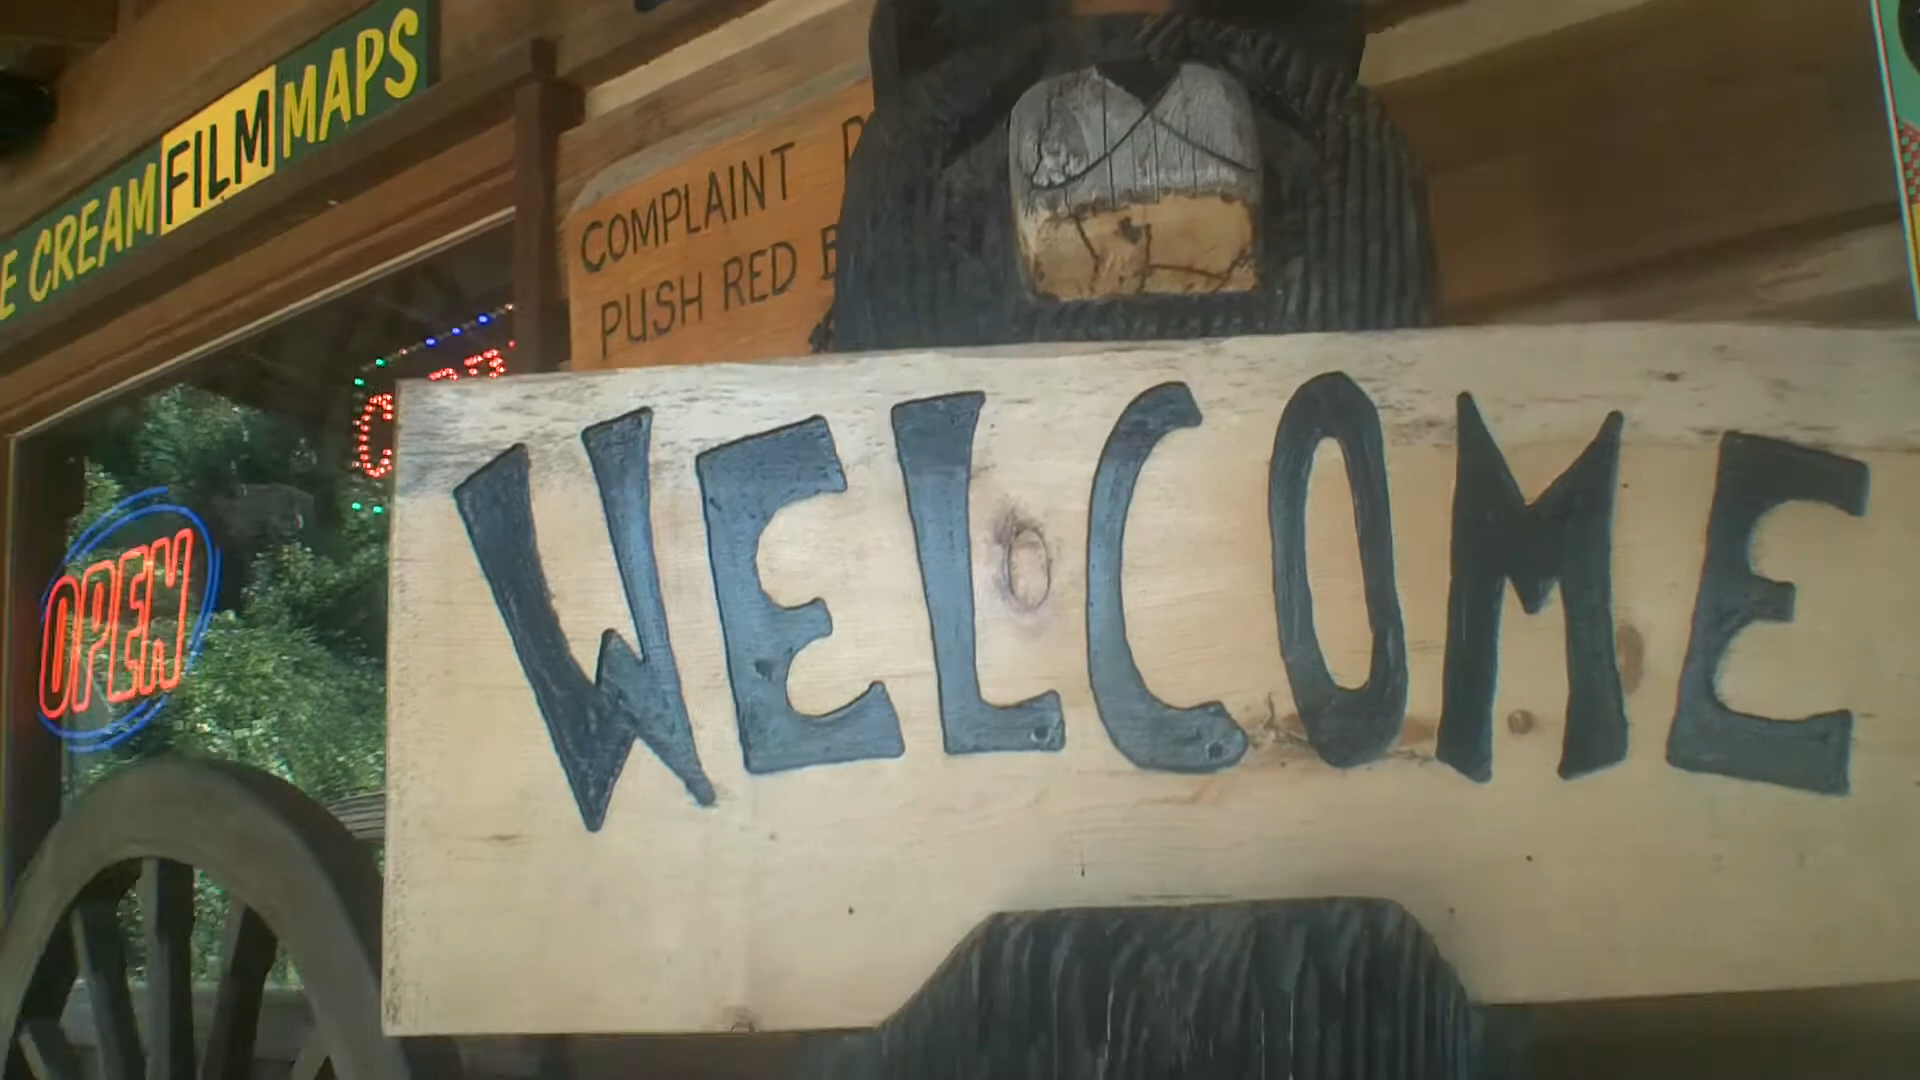 CREAM FILM MAPS
COMPLAINT
PUSH RED
OPEN
WELCOME